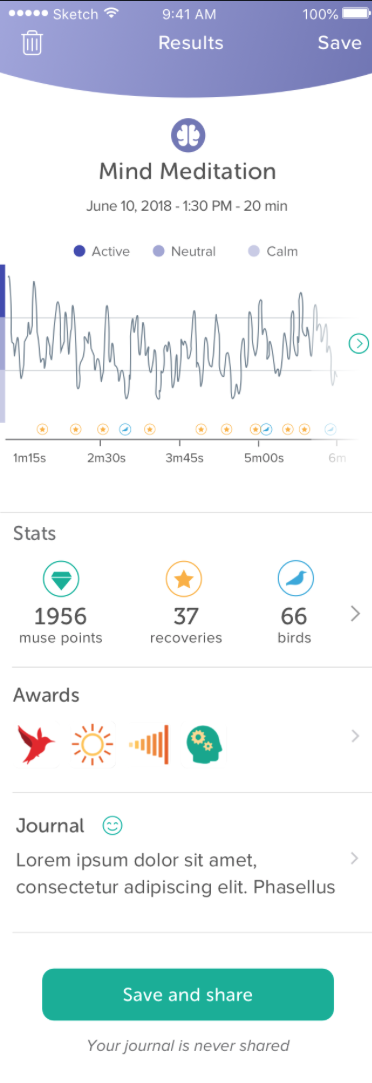 Sketch 9:41 AM 100%
Results Save
Mind Meditation
June 10, 2018 - 1:30 PM - 20 min
Active Neutral Calm
1m15s 2m30s 3m45s 5m00s 6m
Stats
1956 37 66
muse points recoveries birds
Awards
Journal
Lorem ipsum dolor sit amet,
consectetur adipiscing elit. Phasellus
Save and share
Your journal is never shared